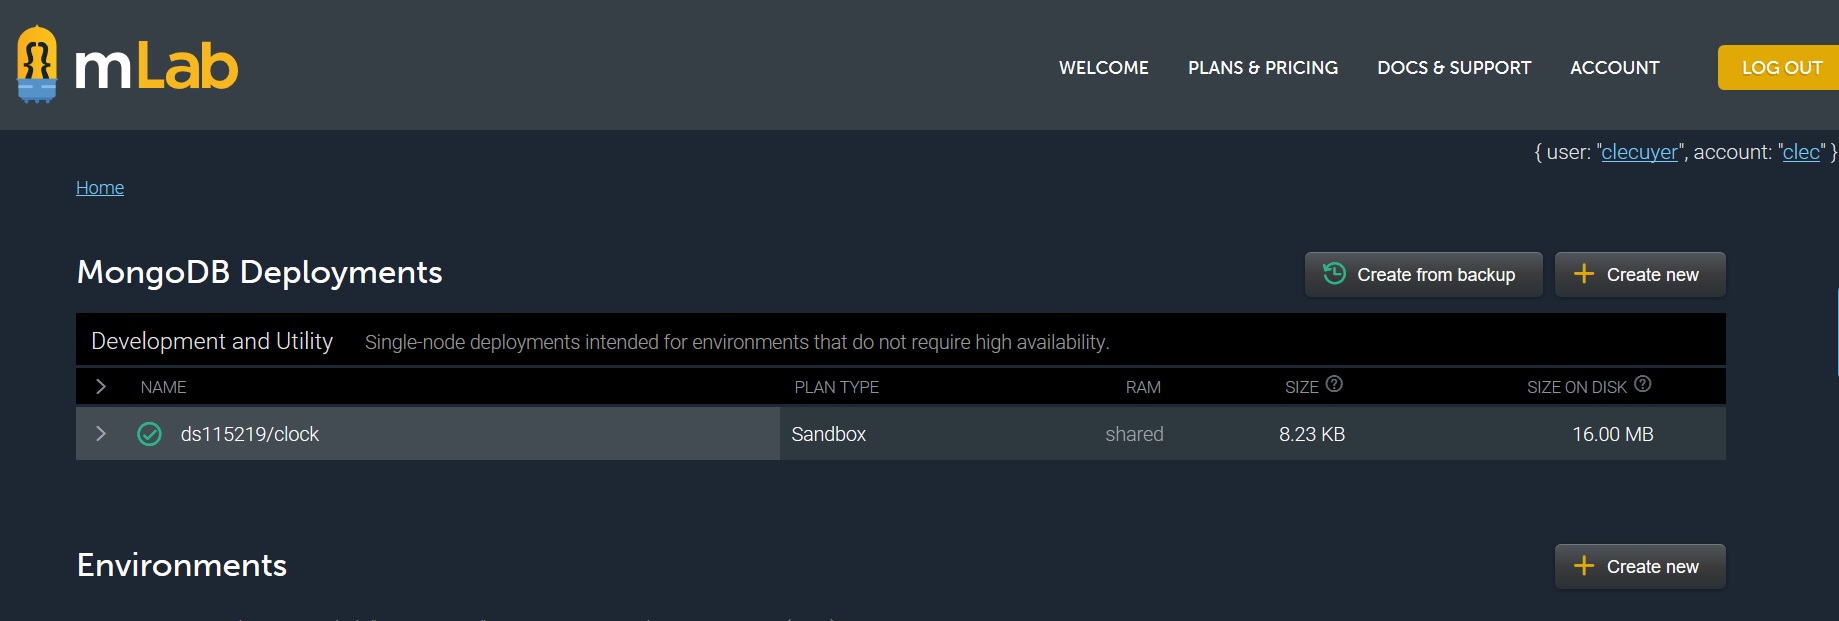 mLab
WELCOME PLANS & PRICING DOCS & SUPPORT ACCOUNT LOG OUT
{ user: "clecuyer", account: "clec" }
Home
MongoDB Deployments Create from backup Create new
Development and Utility Single-node deployments intended for environments that do not require high availability.
NAME PLAN TYPE RAM SIZE ? SIZE ON DISK ?
ds115219/clock Sandbox shared 8.23 KB 16.00 MB
Environments Create new